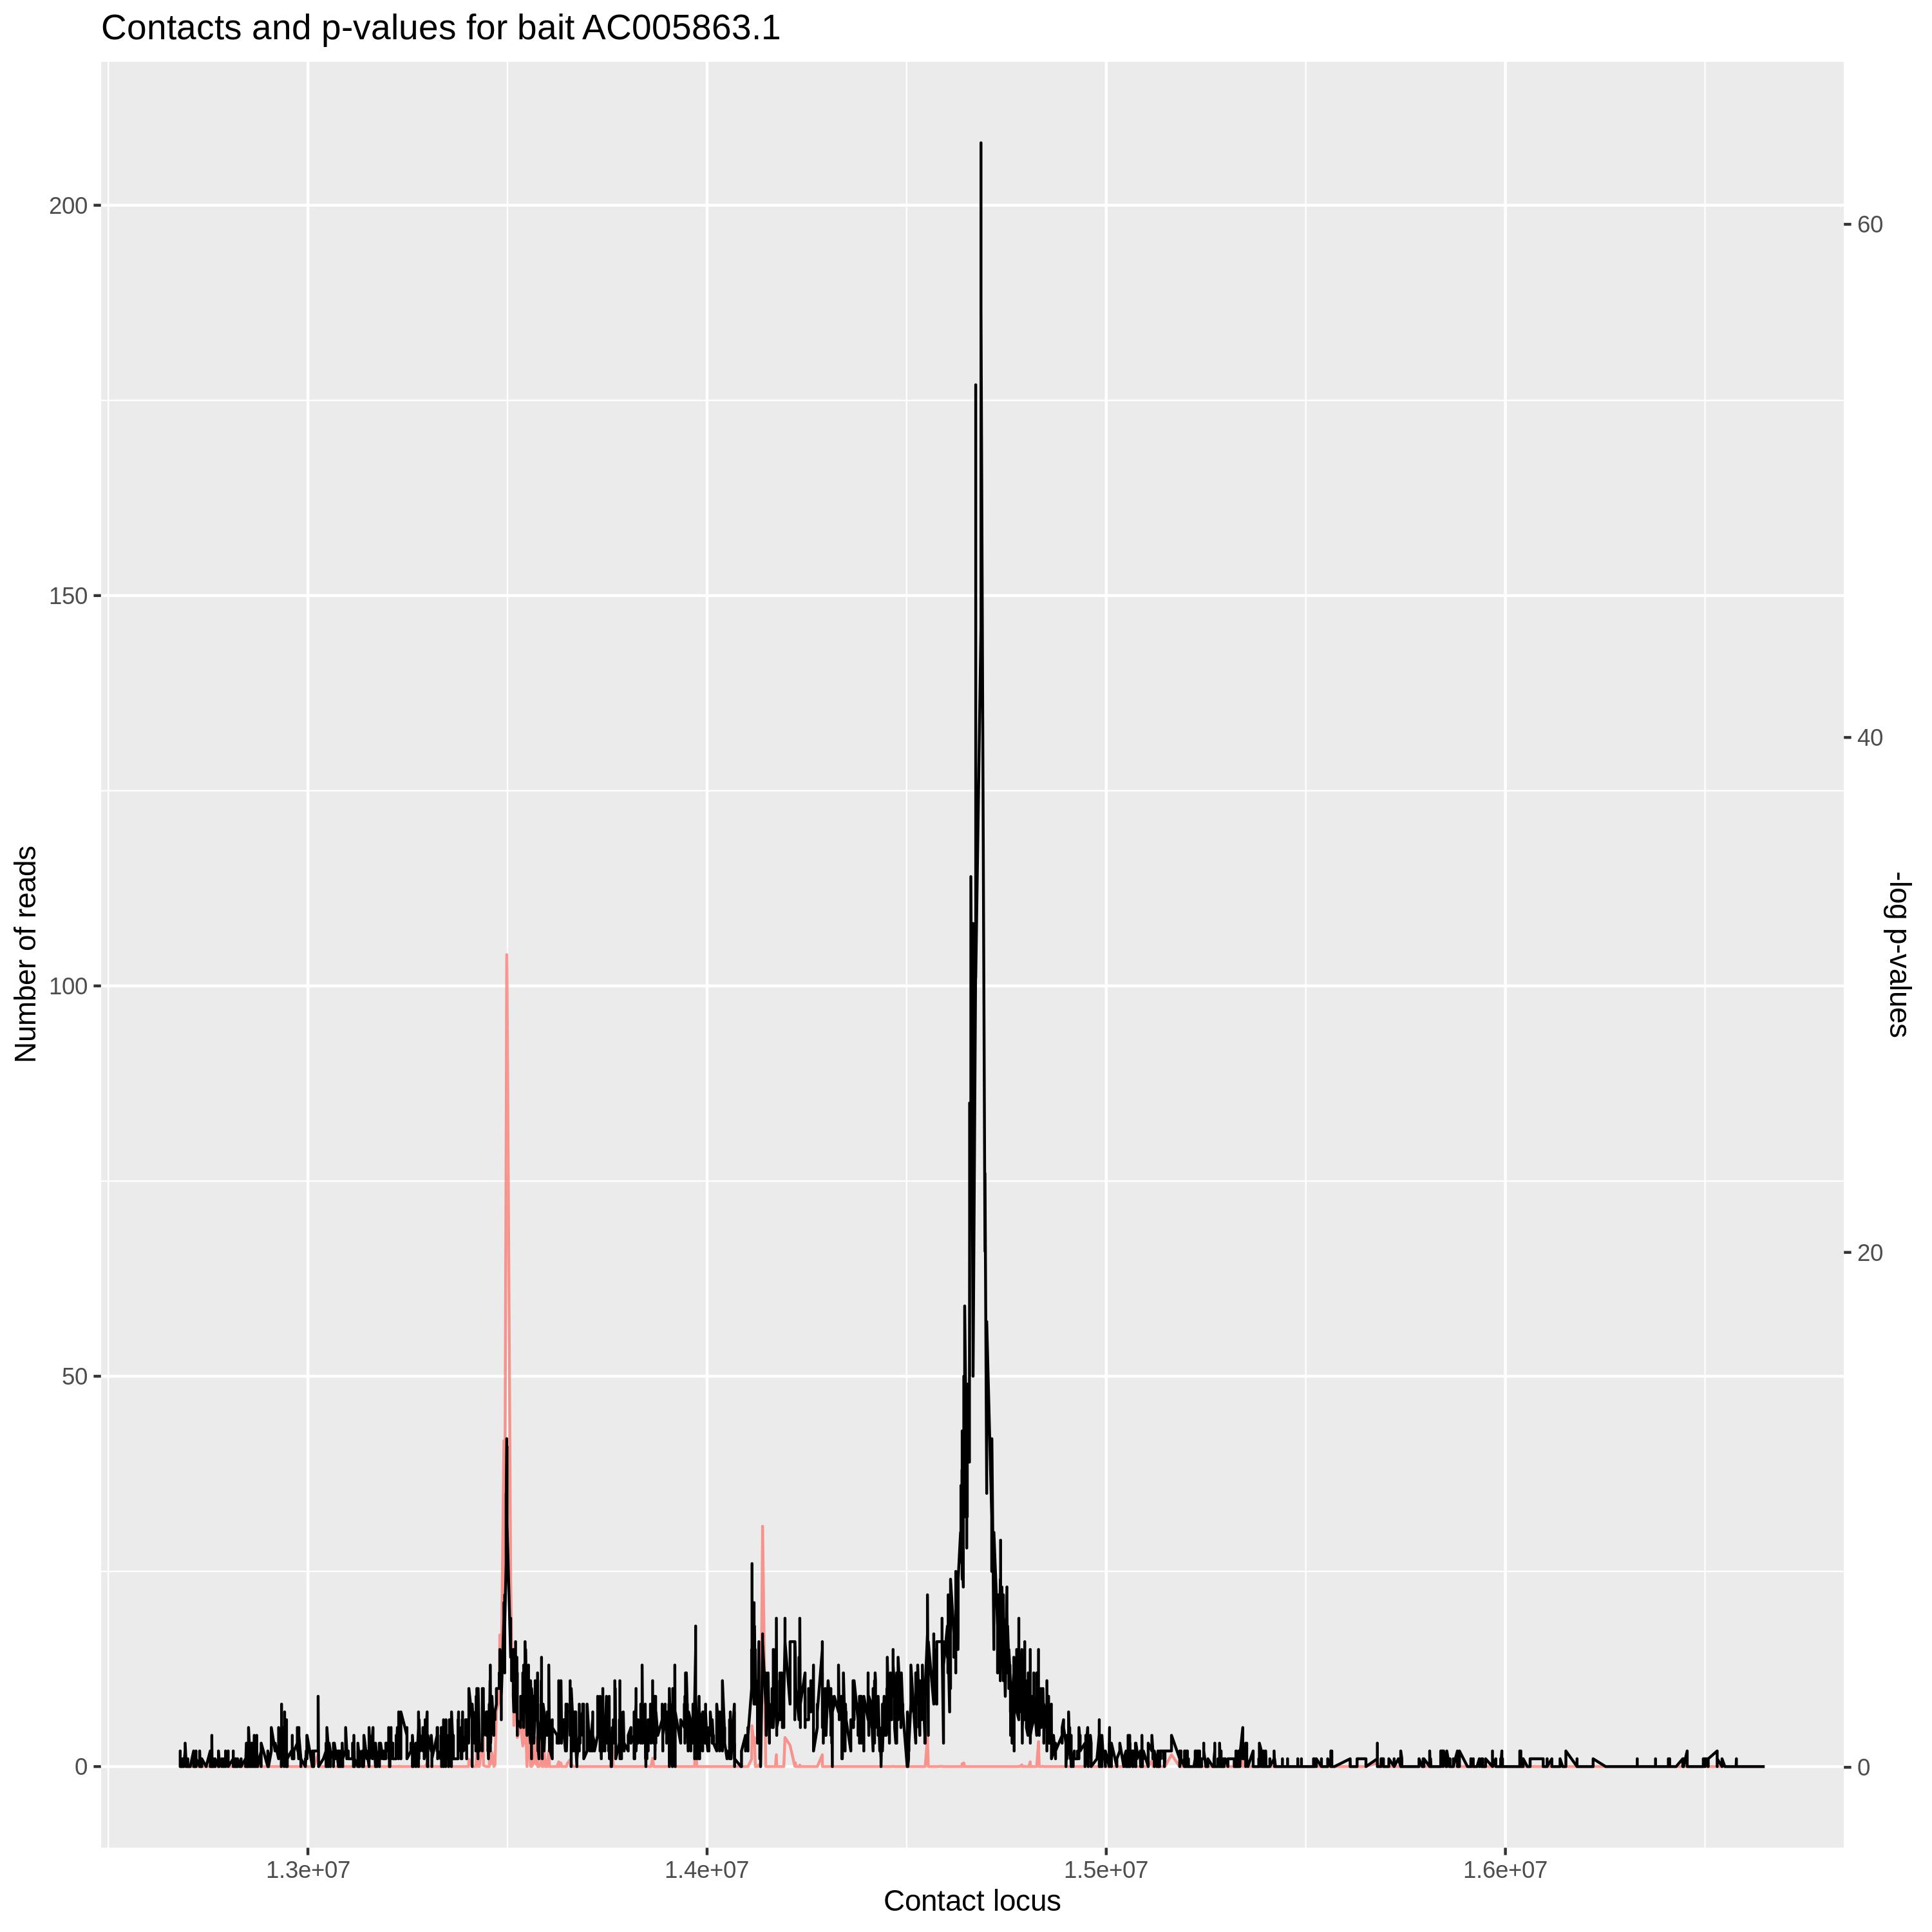 Contacts and p-values for bait AC005863.1
200
150
100
50
0
Number of reads
60
40
20
0
-log p-values
1.3e+07
1.4e+07
1.5e+07
1.6e+07
Contact locus